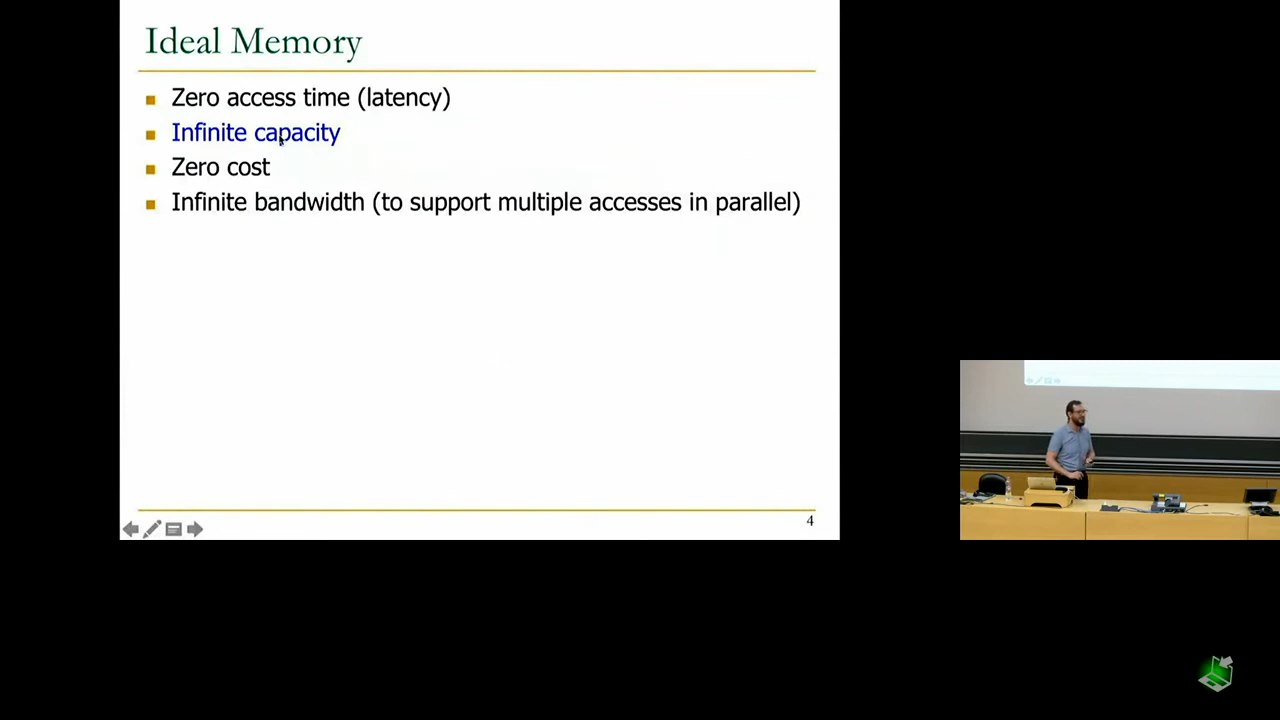 Ideal Memory
Zero access time (latency)
Infinite capacity
Zero cost
Infinite bandwidth (to support multiple accesses in parallel)
4